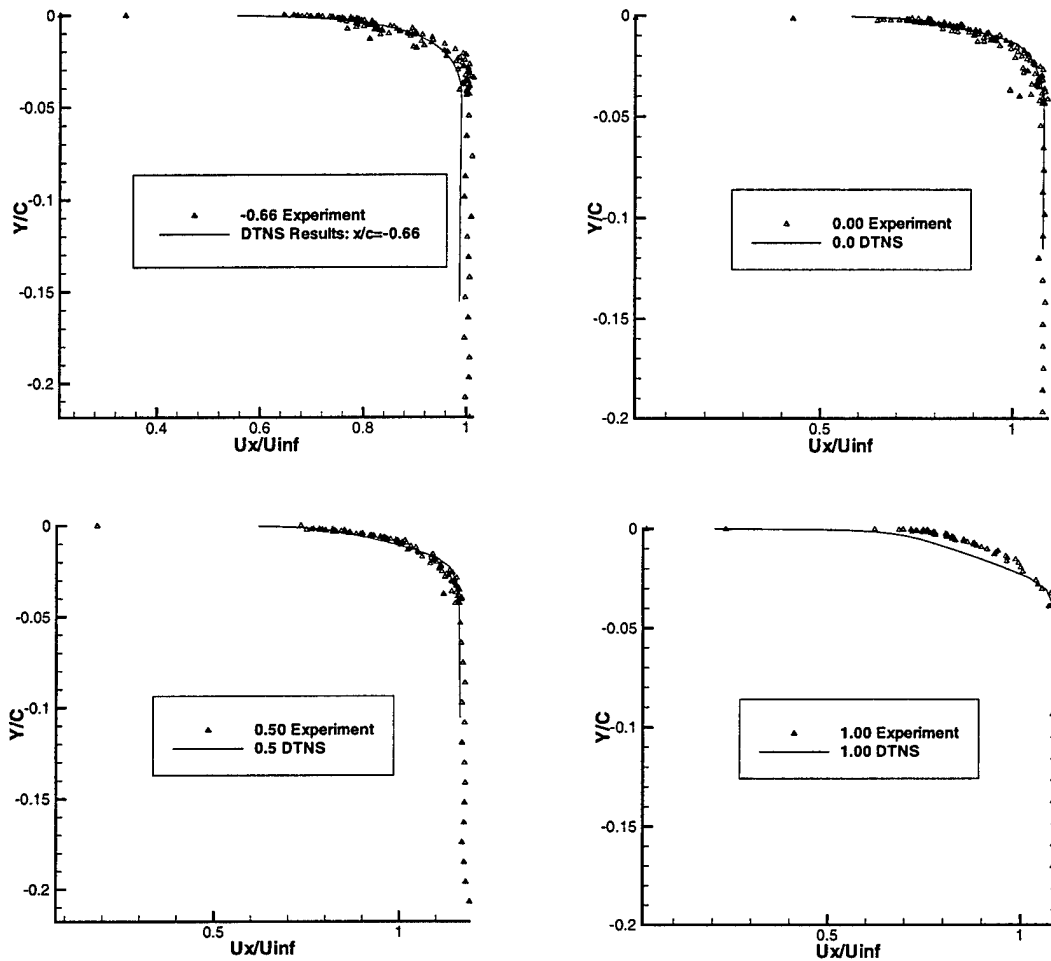 0
-0.05
-0.1
-0.15
-0.2
Y/C
-0.66 Experiment
DTNS Results: x/c=-0.66
0.4
0.6
0.8
1
Ux/Uinf
0
-0.05
-0.1
-0.15
-0.2
Y/C
0.00 Experiment
0.0 DTNS
0.5
1
Ux/Uinf
0
-0.05
-0.1
-0.15
-0.2
Y/C
0.50 Experiment
0.5 DTNS
0.5
1
Ux/Uinf
0
-0.05
-0.1
-0.15
-0.2
Y/C
1.00 Experiment
1.00 DTNS
0.5
1
Ux/Uinf